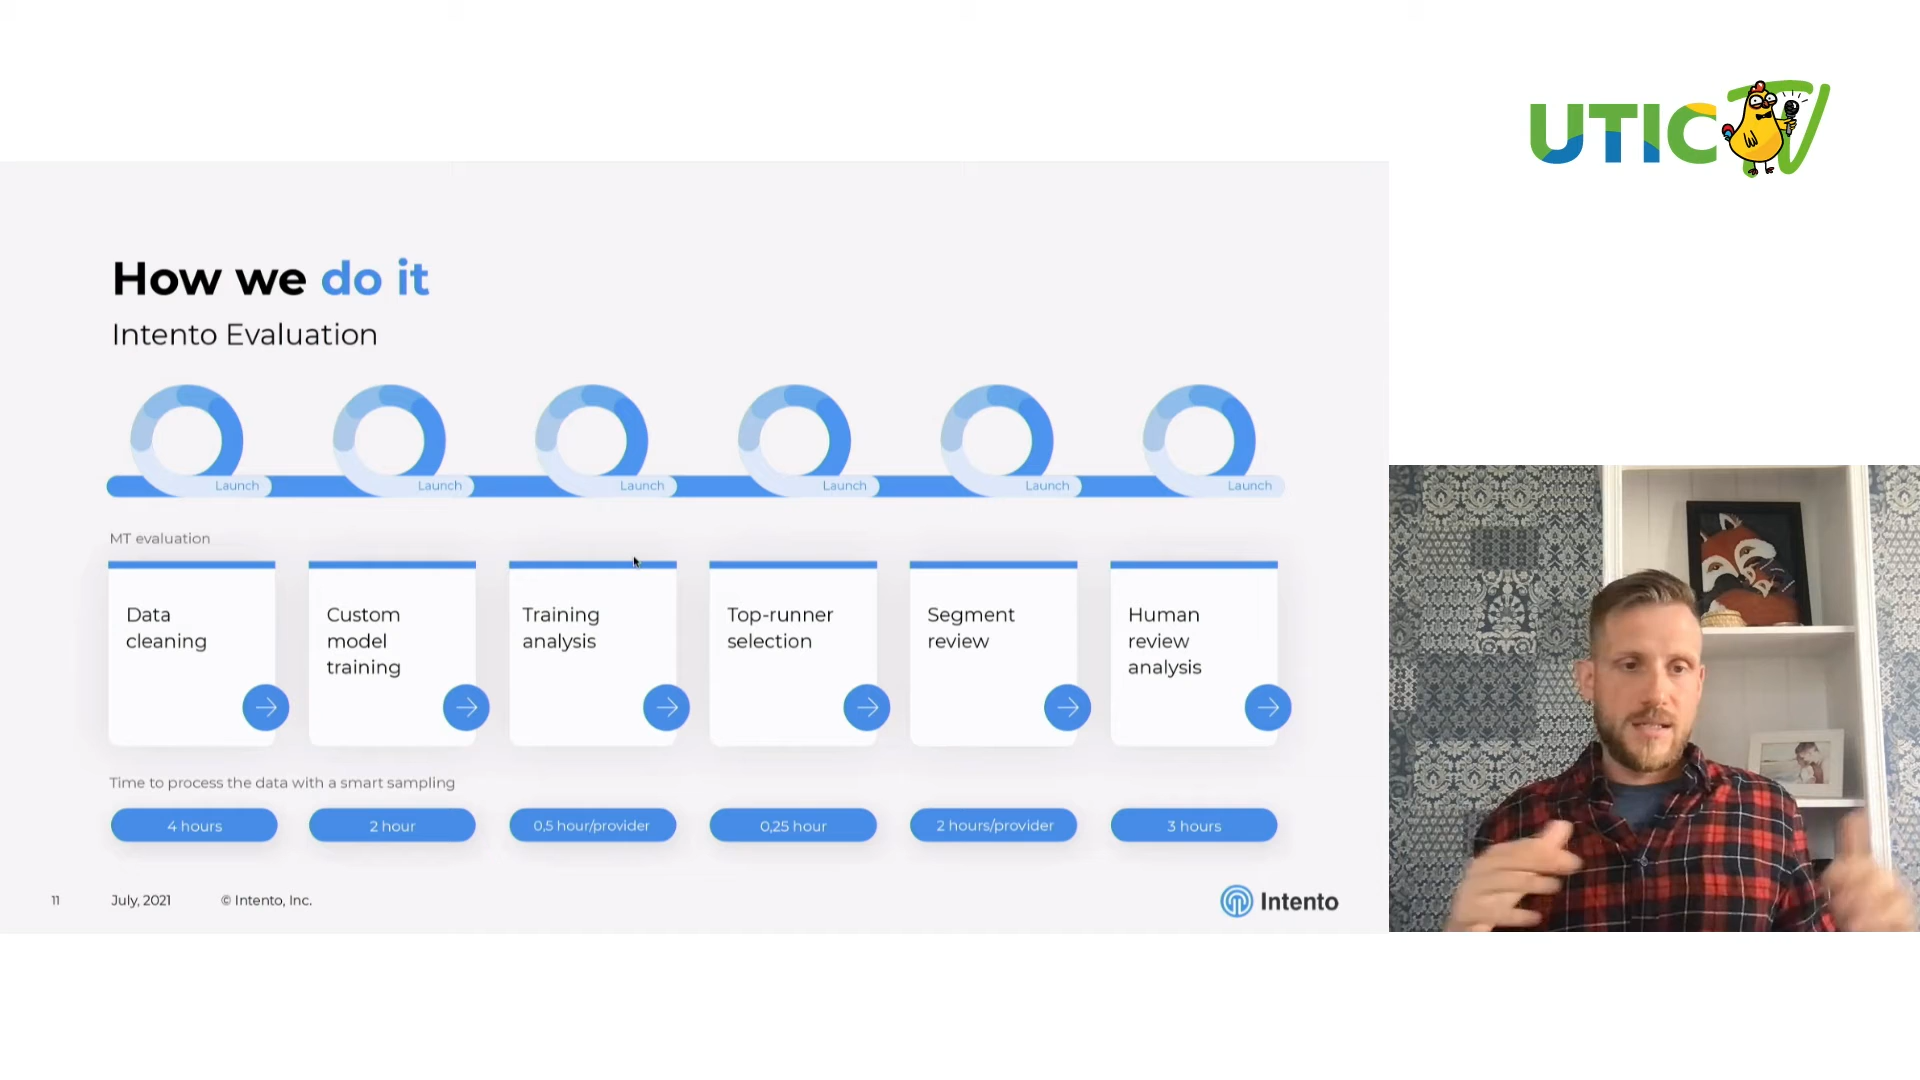 UTIC TV
How we do it
Intento Evaluation
Launch Launch Launch Launch Launch Launch
MT evaluation
Data
cleaning
Custom
model
training
Training
analysis
Top-runner
selection
Segment
review
Human
review
analysis
Time to process the data with a smart sampling
4 hours
2 hour
0,5 hour/provider
0,25 hour
2 hours/provider
3 hours
11
July, 2021
© Intento, Inc.
Intento